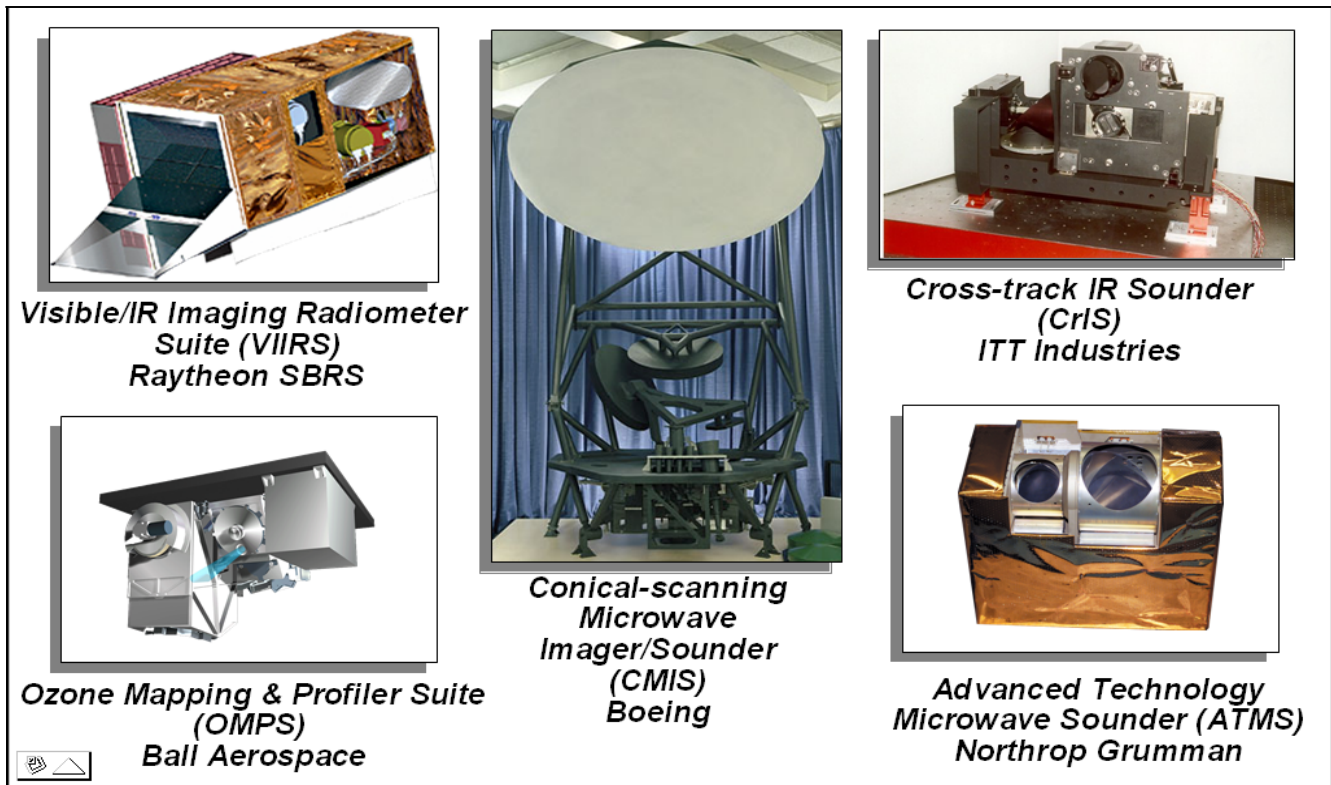 Visible/IR Imaging Radiometer
Suite (VIIRS)
Raytheon SBRS
Ozone Mapping & Profiler Suite
(OMPS)
Ball Aerospace
Conical-scanning
Microwave
Imager/Sounder
(CMIS)
Boeing
Cross-track IR Sounder
(CrIS)
ITT Industries
Advanced Technology
Microwave Sounder (ATMS)
Northrop Grumman